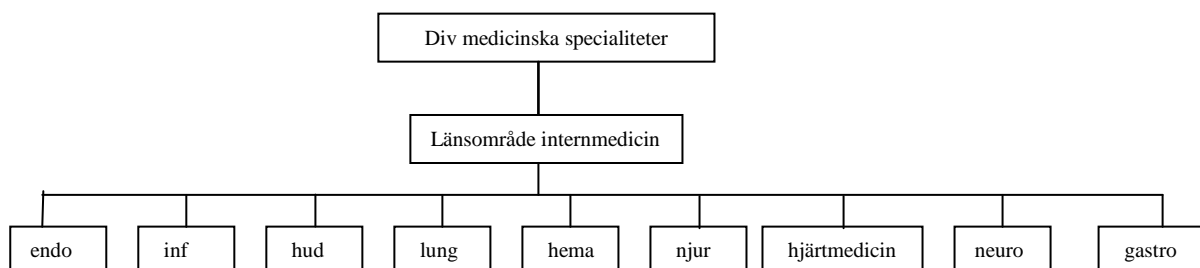 Div medicinska specialiteter
Länsområde internmedicin
endo
inf
hud
lung
hema
njur
hjärtmedicin
neuro
gastro